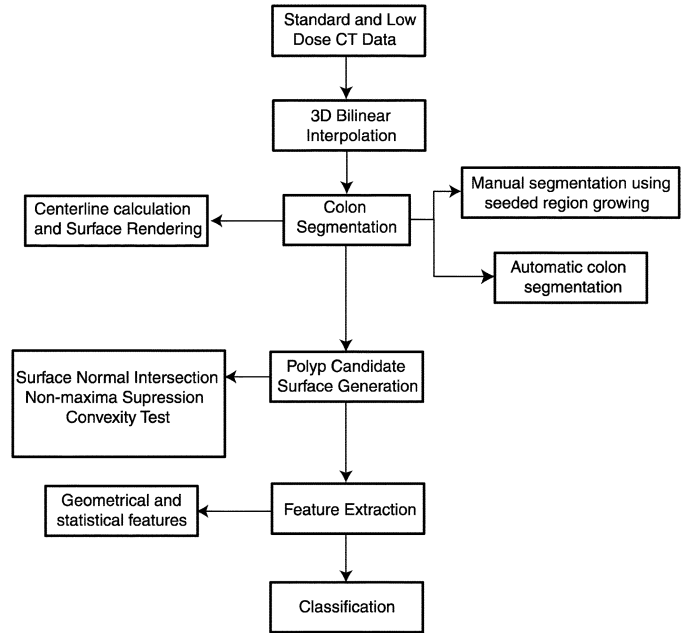 Standard and Low
Dose CT Data
3D Bilinear
Interpolation
Colon
Segmentation
Centerline calculation
and Surface Rendering
Manual segmentation using
seeded region growing
Automatic colon
segmentation
Polyp Candidate
Surface Generation
Surface Normal Intersection
Non-maxima Supression
Convexity Test
Feature Extraction
Geometrical and
statistical features
Classification